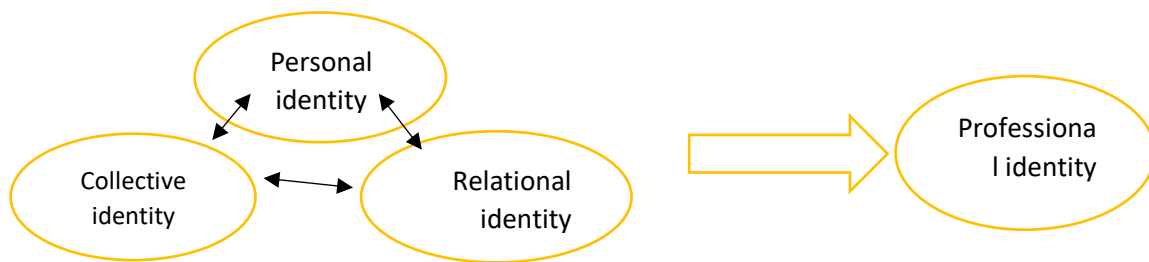 Personal
identity
Collective
identity
Relational
identity
Professiona
l identity